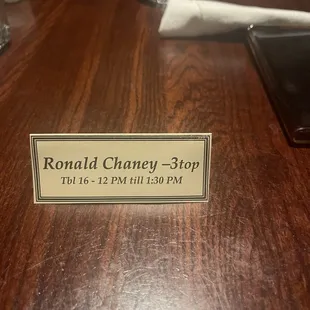 Ronald Chaney –3top
Tbl 16 - 12 PM till 1:30 PM